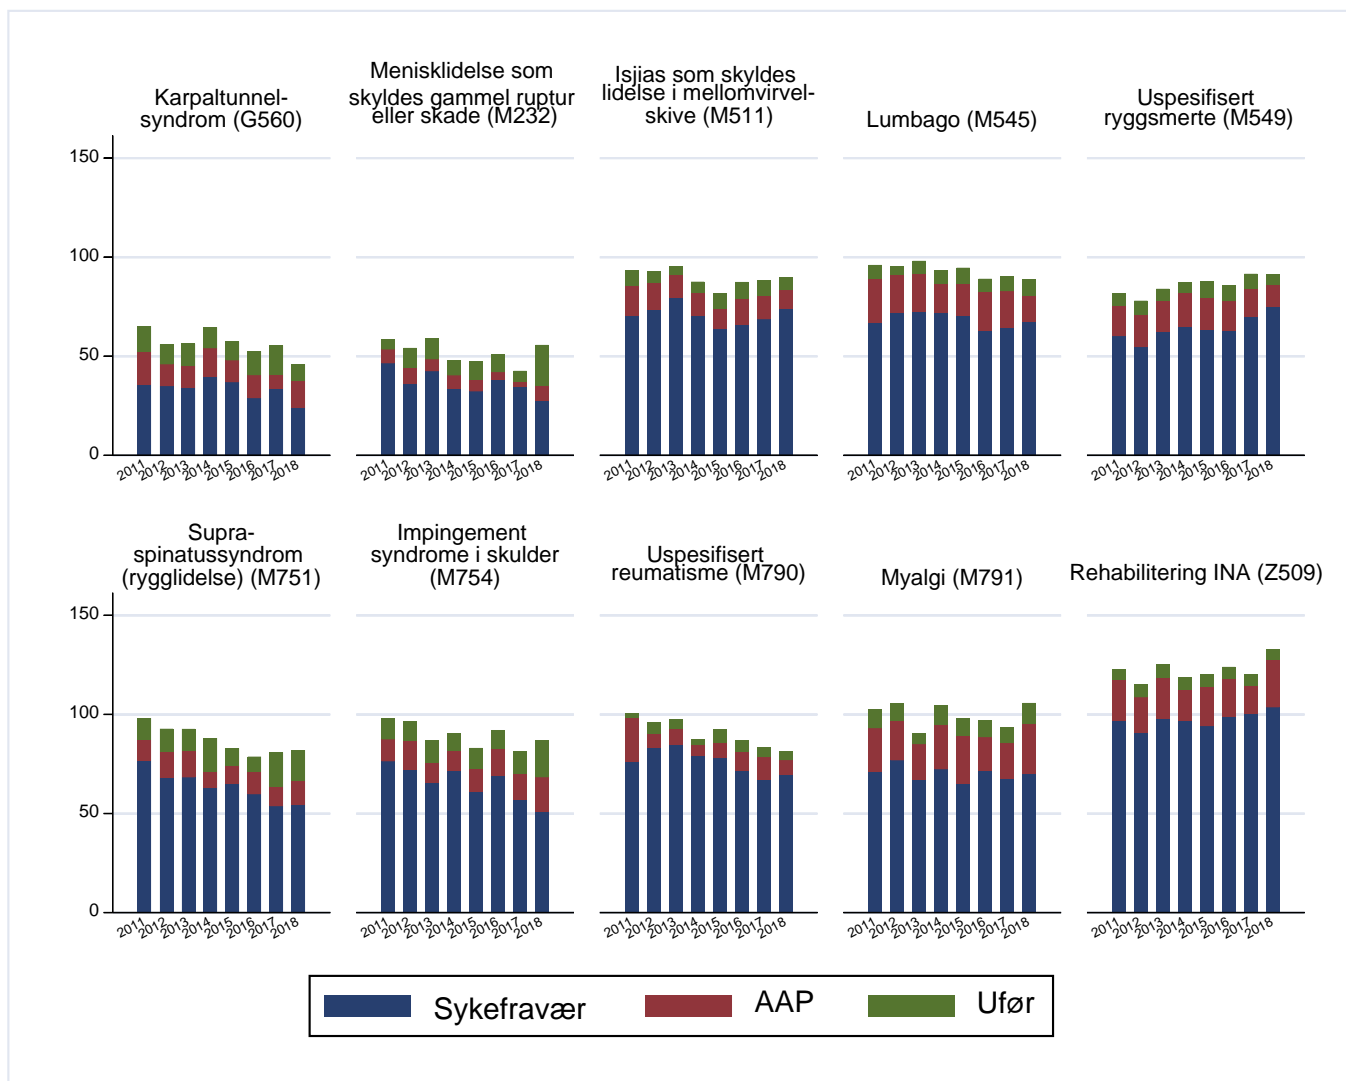 Karpaltunnel-
syndrom (G560)
Menisklidelse som
skyldes gammel ruptur
eller skade (M232)
Isjias som skyldes
lidelse i mellomvirvel-
skive (M511)
Lumbago (M545)
Uspesifisert
ryggsmerte (M549)
150
100
50
0
2011 2012 2013 2014 2015 2016 2017 2018
2011 2012 2013 2014 2015 2016 2017 2018
2011 2012 2013 2014 2015 2016 2017 2018
2011 2012 2013 2014 2015 2016 2017 2018
2011 2012 2013 2014 2015 2016 2017 2018
Supra-
spinatussyndrom
(rygglidelse) (M751)
Impingement
syndrome i skulder
(M754)
Uspesifisert
reumatisme (M790)
Myalgi (M791)
Rehabilitering INA (Z509)
150
100
50
0
2011 2012 2013 2014 2015 2016 2017 2018
2011 2012 2013 2014 2015 2016 2017 2018
2011 2012 2013 2014 2015 2016 2017 2018
2011 2012 2013 2014 2015 2016 2017 2018
2011 2012 2013 2014 2015 2016 2017 2018
Sykefravær AAP Ufør